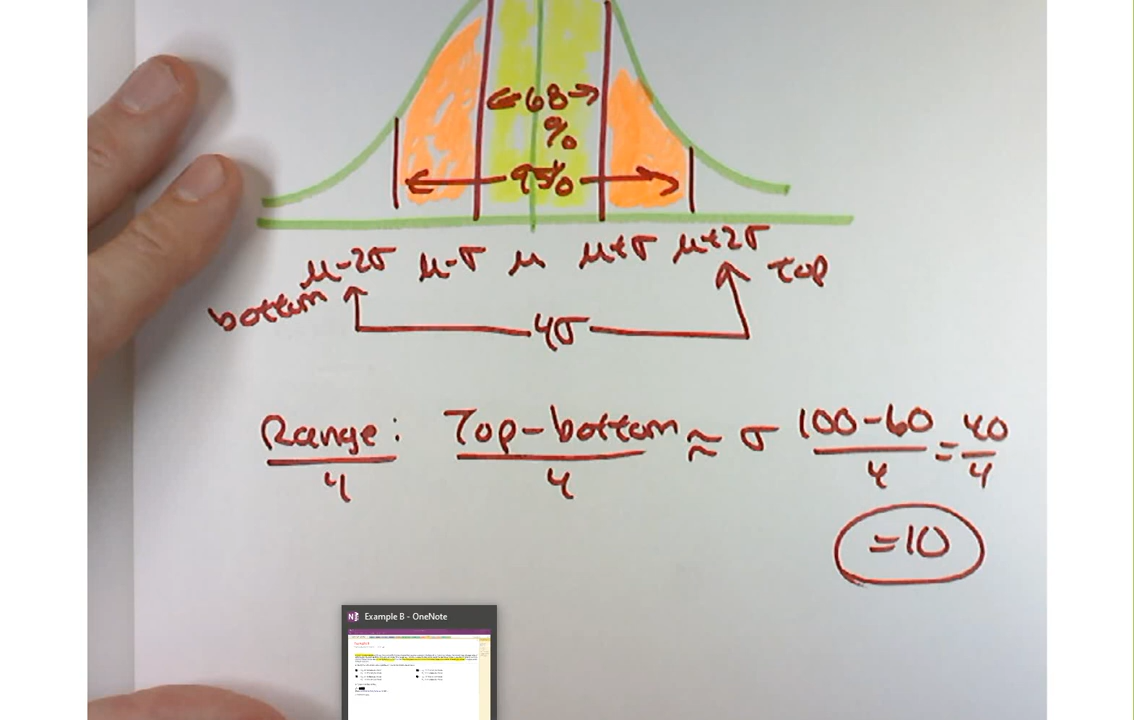 68
%
95%
μ-2σ μ-σ μ μ+σ μ+2σ top
bottom
4σ
Range: Top-bottom ≈ σ 100-60 = 40
4 4 4 4
=10
Example B - OneNote